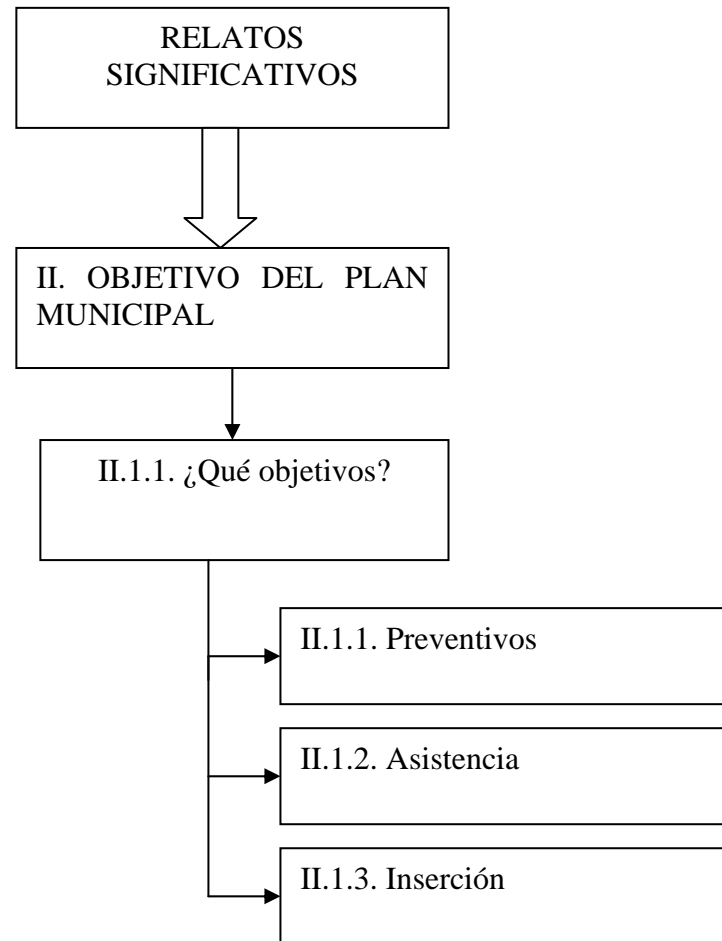 RELATOS
SIGNIFICATIVOS
II. OBJETIVO DEL PLAN
MUNICIPAL
II.1.1. ¿Qué objetivos?
II.1.1. Preventivos
II.1.2. Asistencia
II.1.3. Inserción